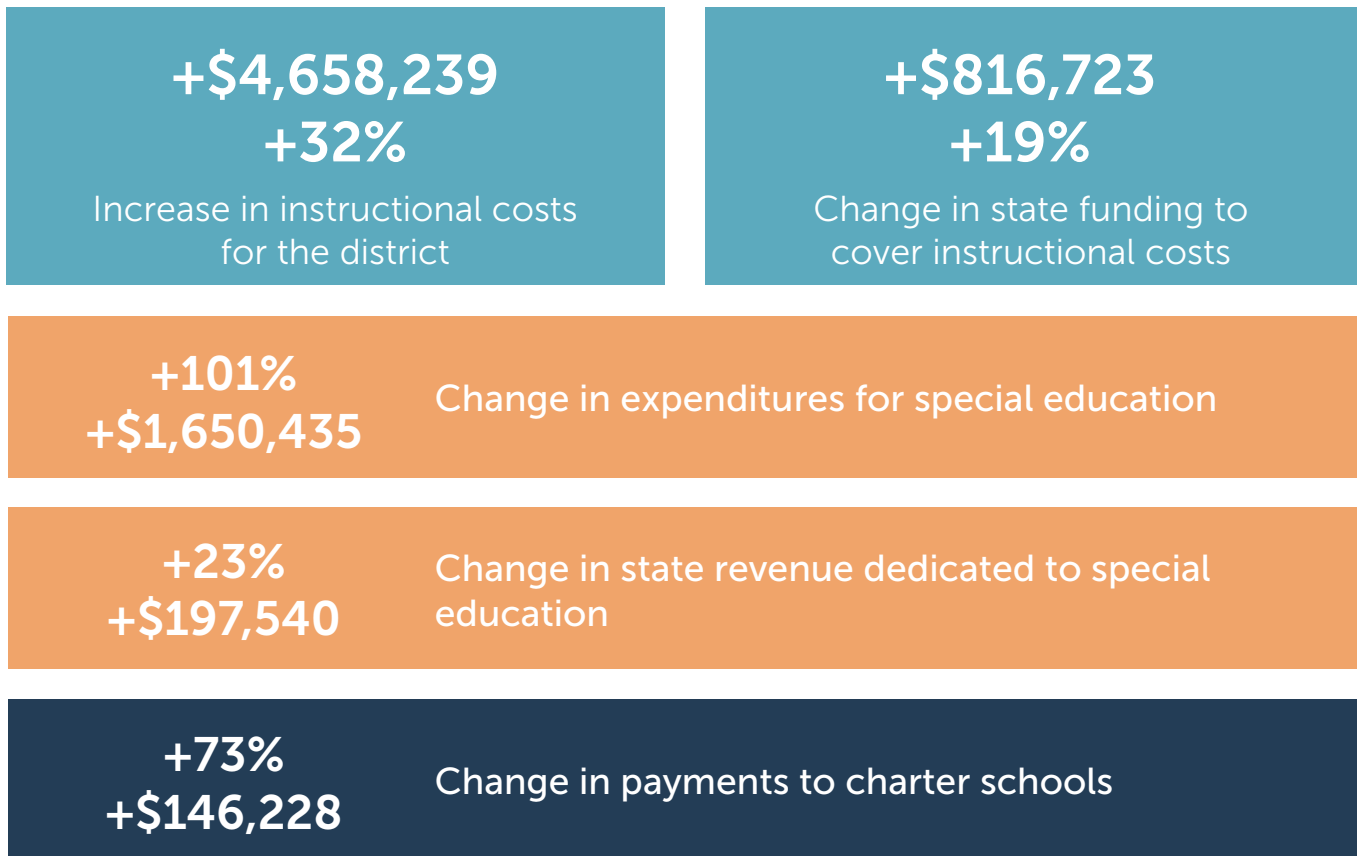 +$4,658,239
+32%
Increase in instructional costs
for the district
+$816,723
+19%
Change in state funding to
cover instructional costs
+101%
+$1,650,435
Change in expenditures for special education
+23%
+$197,540
Change in state revenue dedicated to special
education
+73%
+$146,228
Change in payments to charter schools